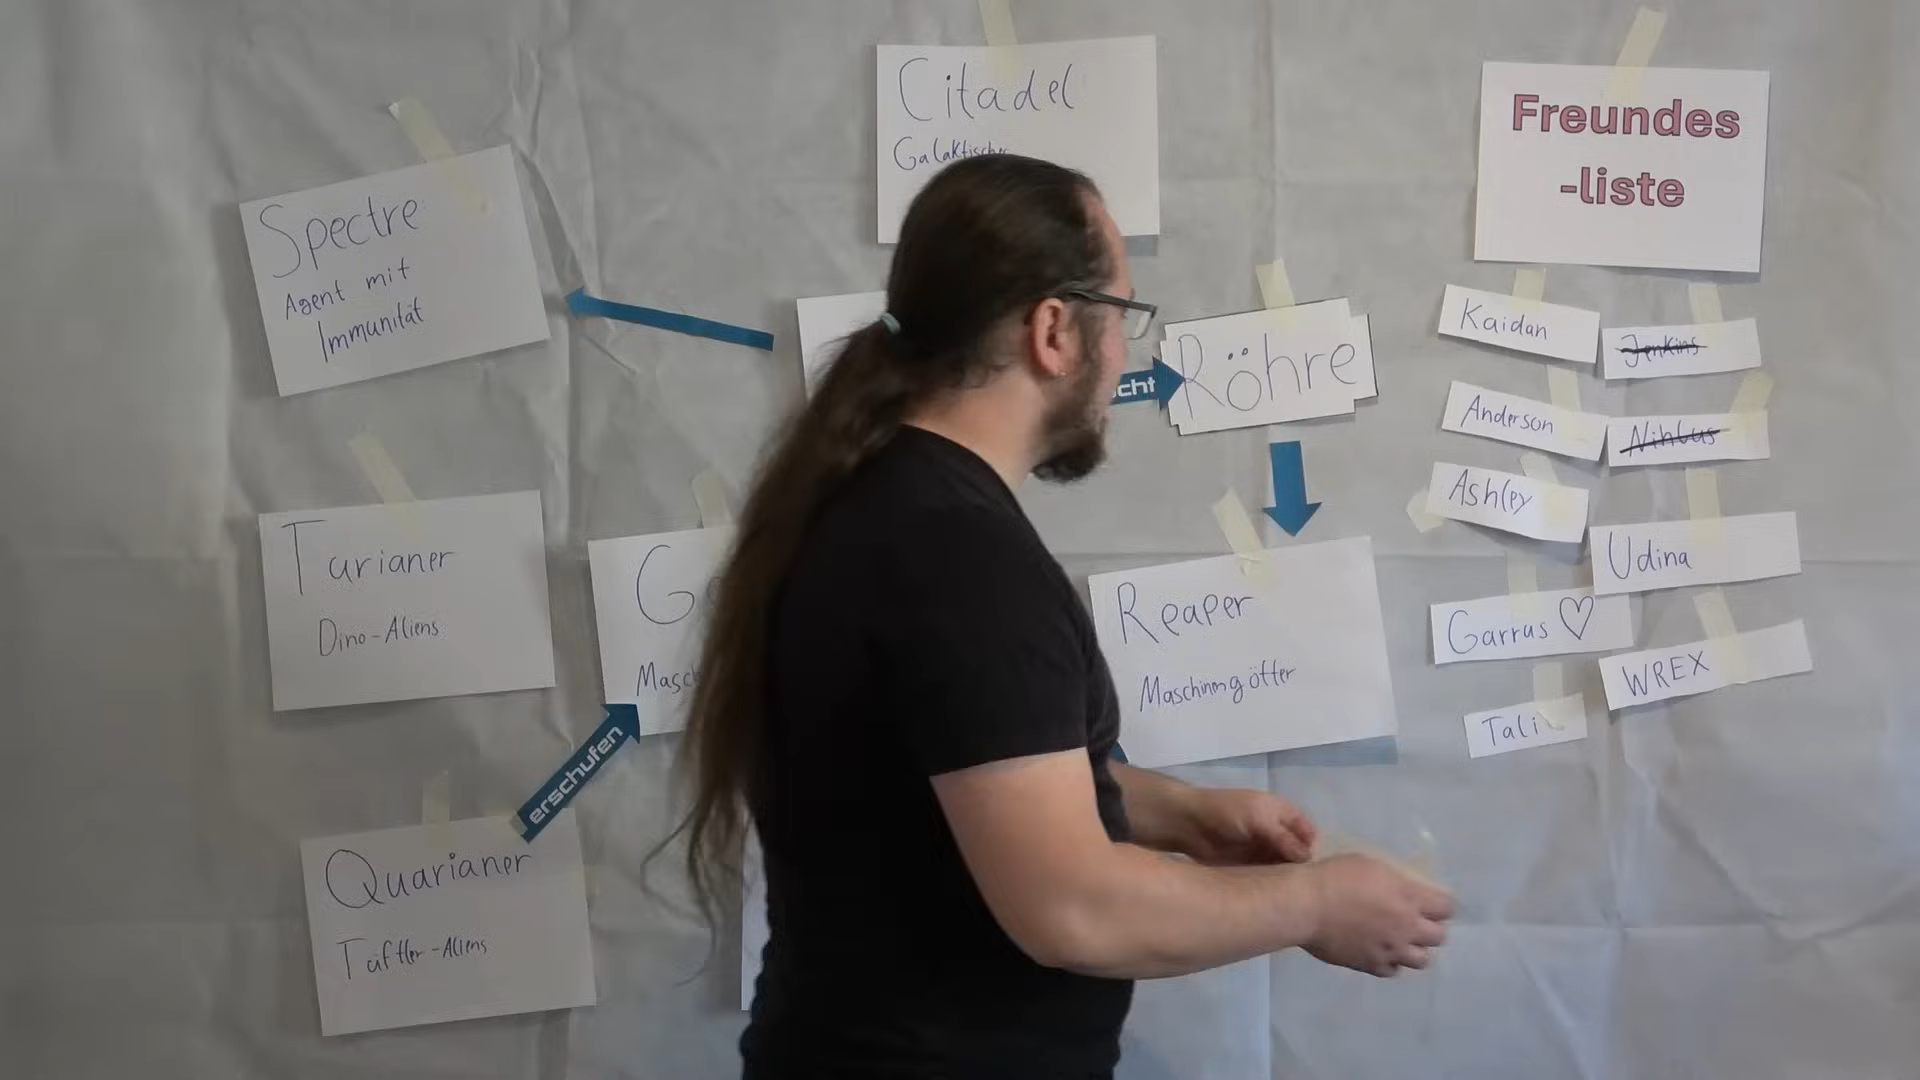 Citadel
Galaktischer
Freundes
-liste
Spectre
Agent mit
Immunität
Röhre
Kaidan
Jenkins
Anderson
Nihlus
Ashley
Udina
Garrus ♡
WREX
Tali
Turianer
Dino-Aliens
Reaper
Maschinengötter
erschufen
Quarianer
Tüftler-Aliens